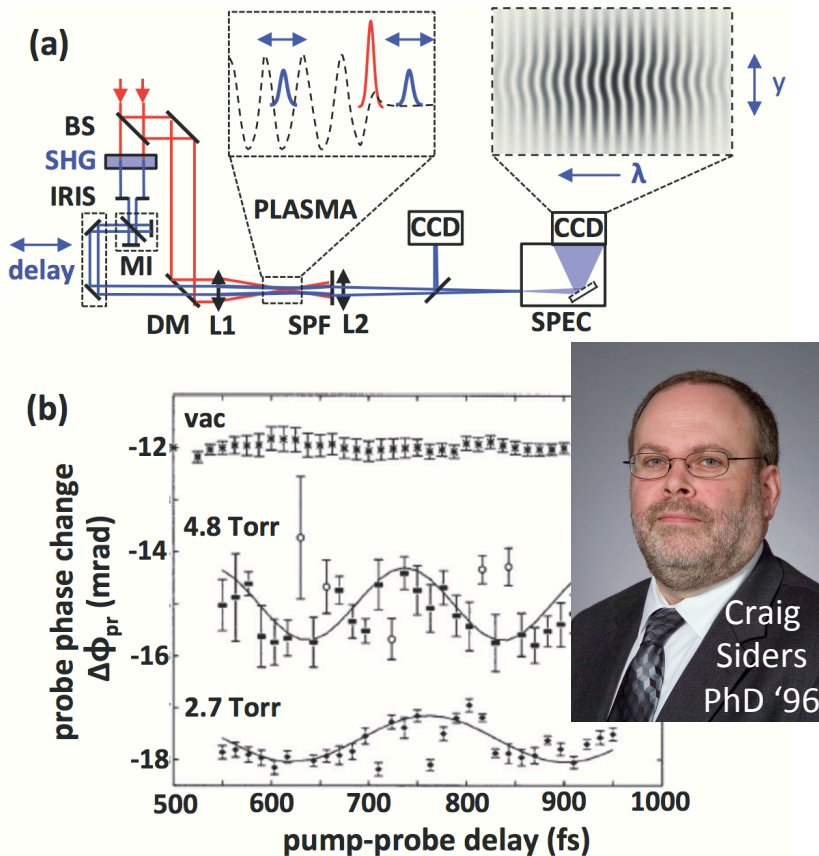 (a)
BS
SHG
IRIS
MI
delay
DM
L1
SPF
L2
PLASMA
CCD
CCD
SPEC
y
λ
(b)
vac
4.8 Torr
2.7 Torr
-12
-14
-16
-18
probe phase change
Δϕpr (mrad)
500
600
700
800
900
1000
pump-probe delay (fs)
Craig
Siders
PhD ‘96